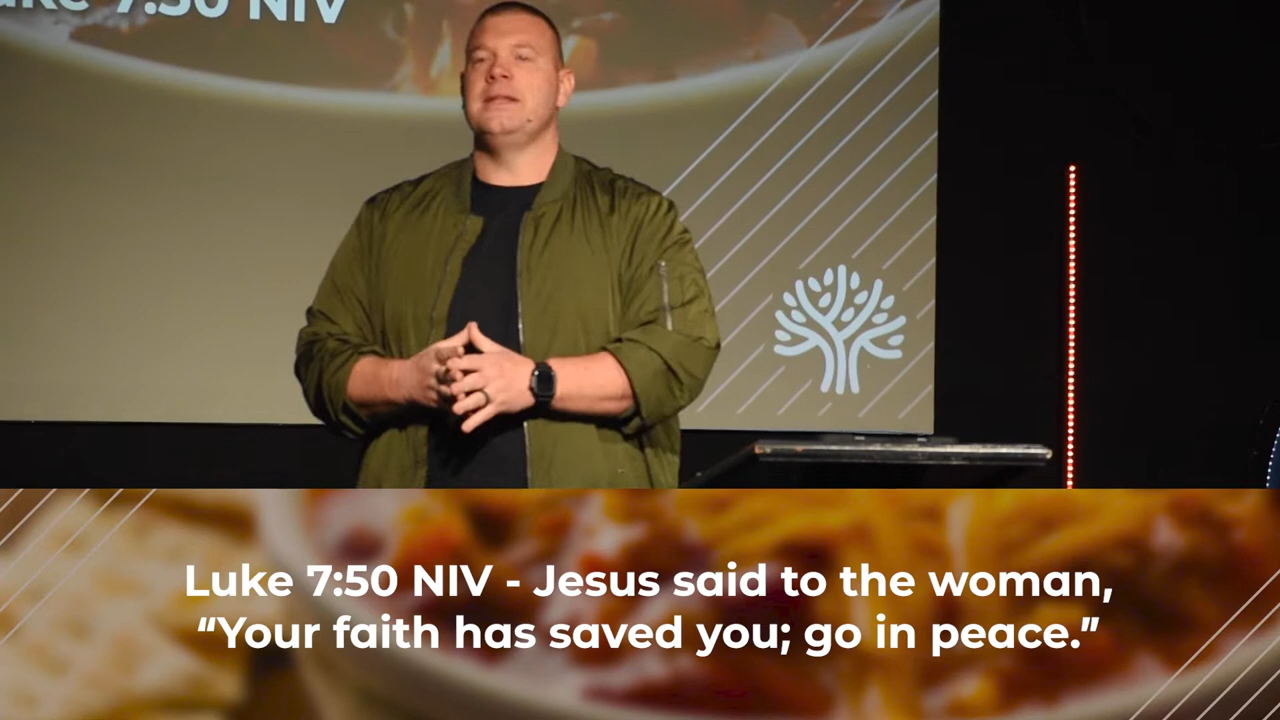 7:50 NIV
Luke 7:50 NIV - Jesus said to the woman,
“Your faith has saved you; go in peace.”